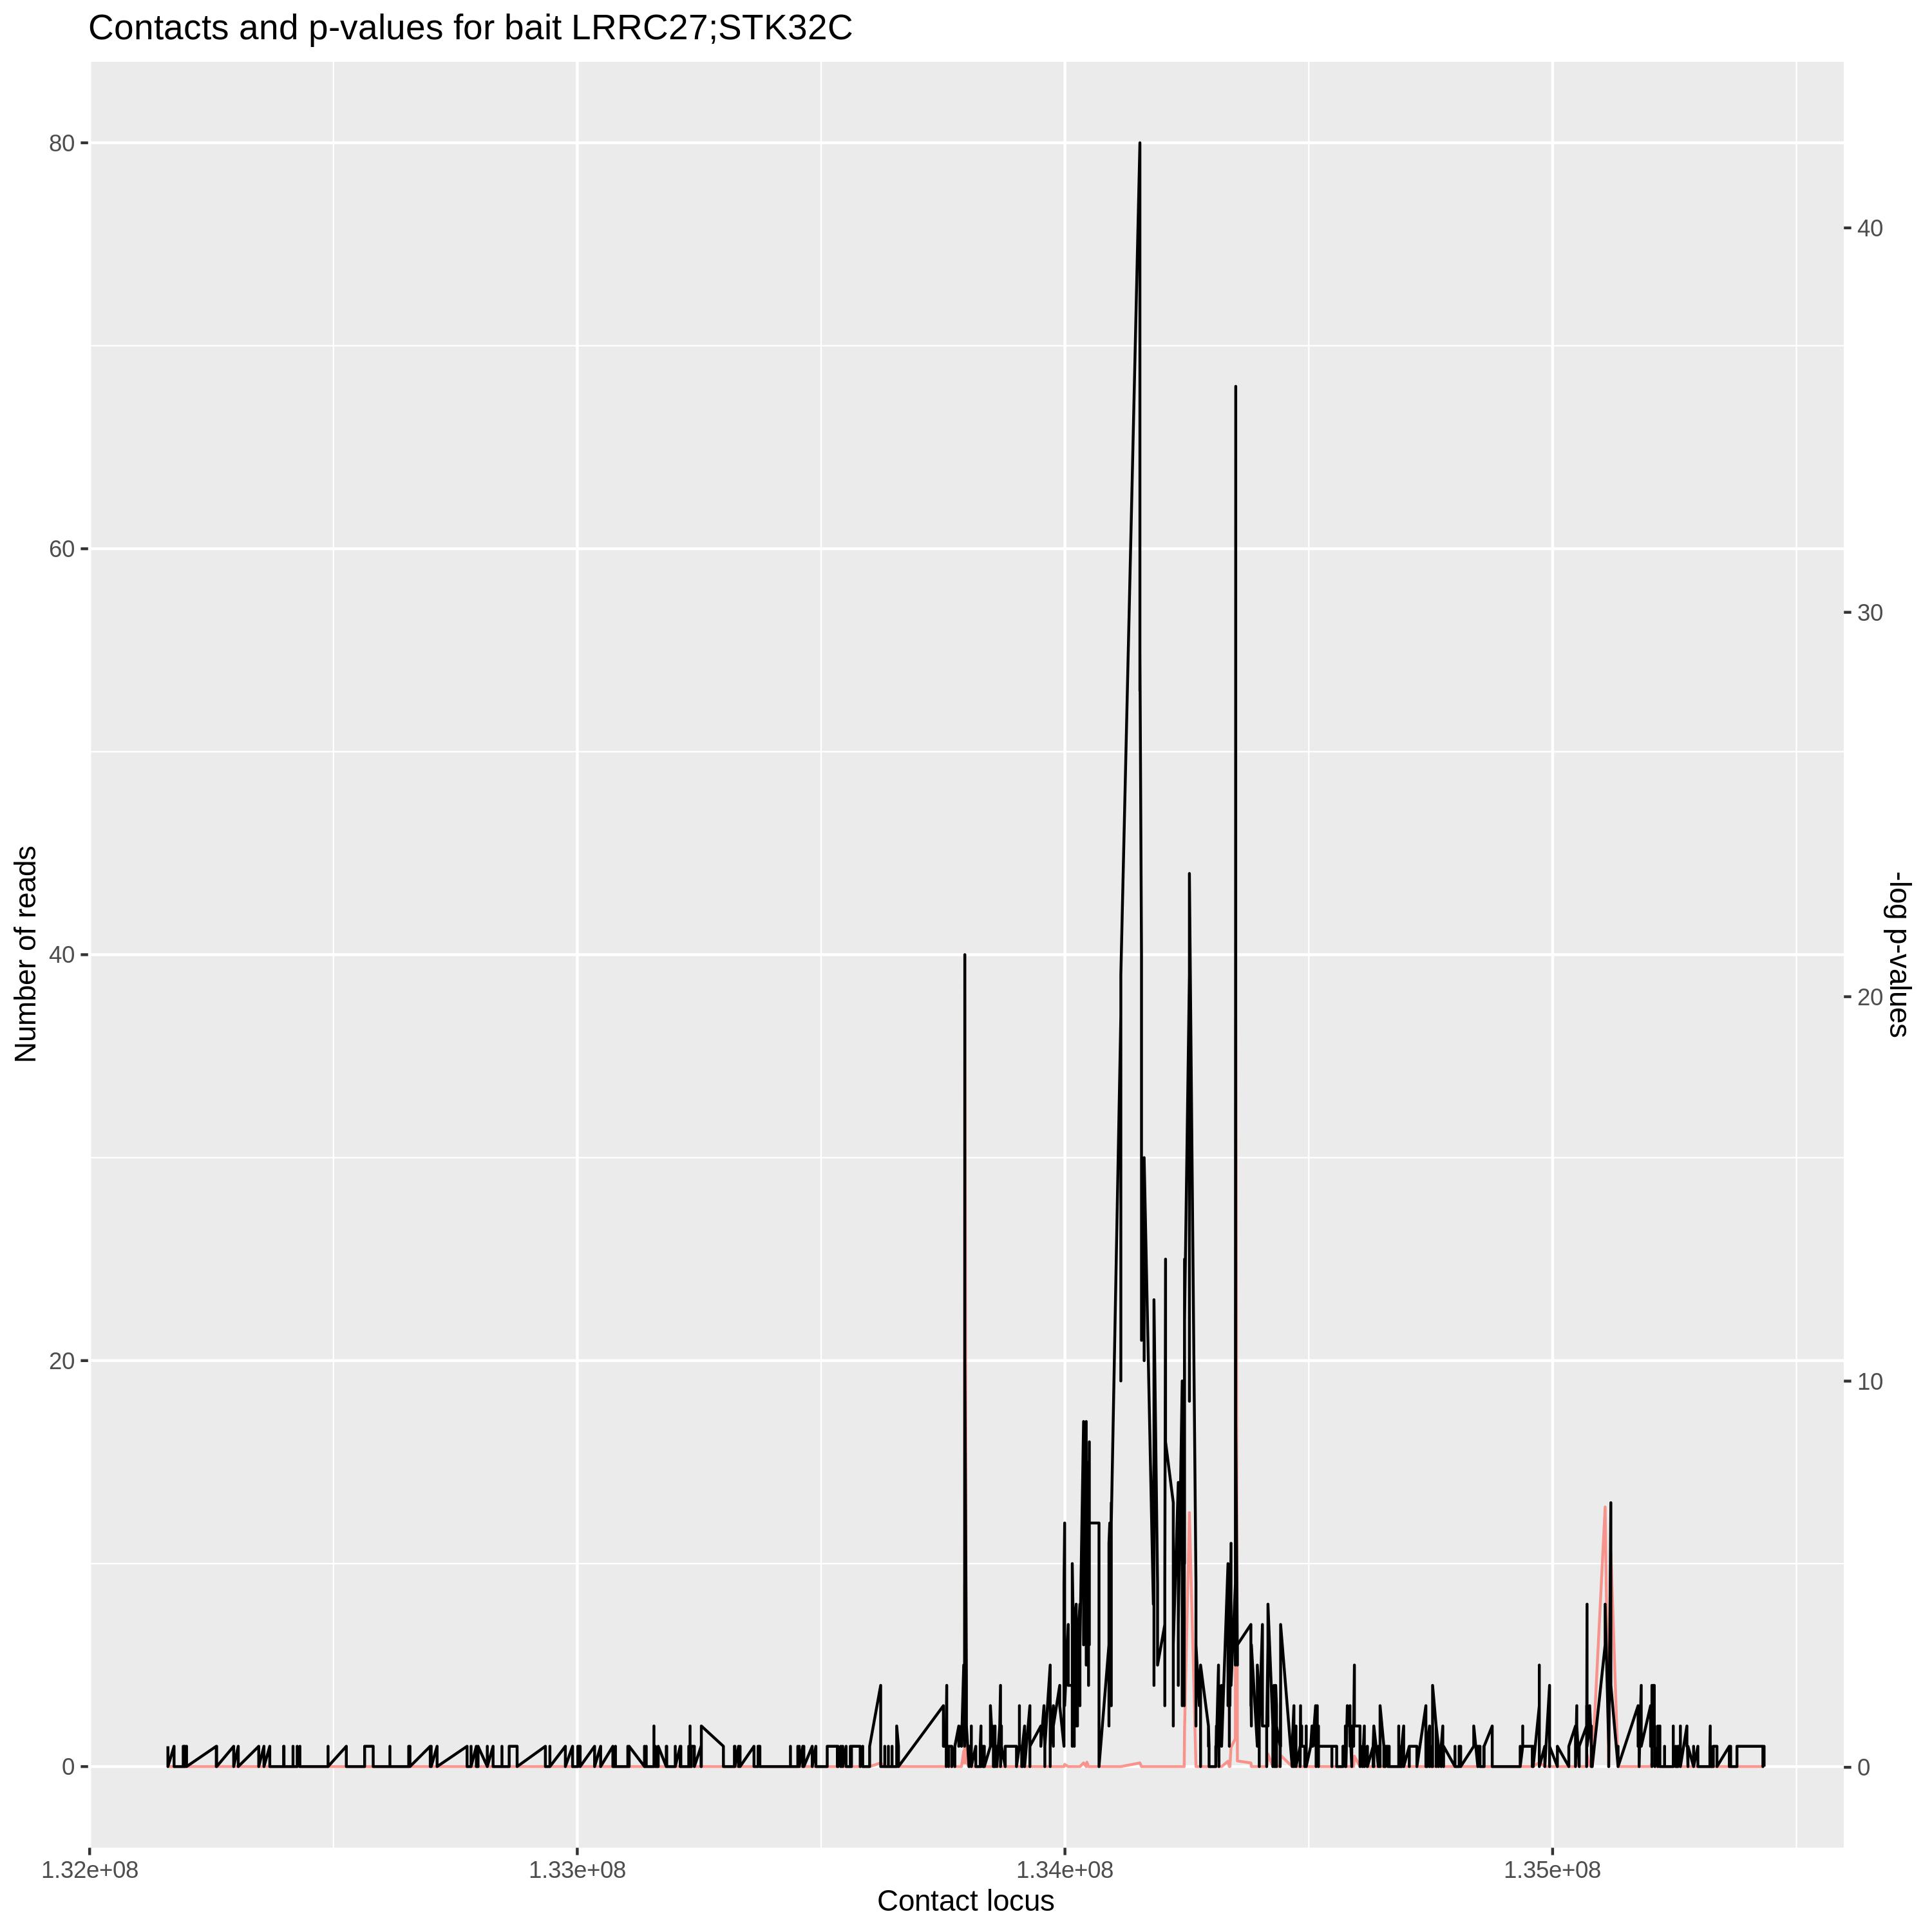 Contacts and p-values for bait LRRC27;STK32C
80
60
40
20
0
Number of reads
40
30
20
10
0
-log p-values
1.32e+08 1.33e+08 1.34e+08 1.35e+08
Contact locus